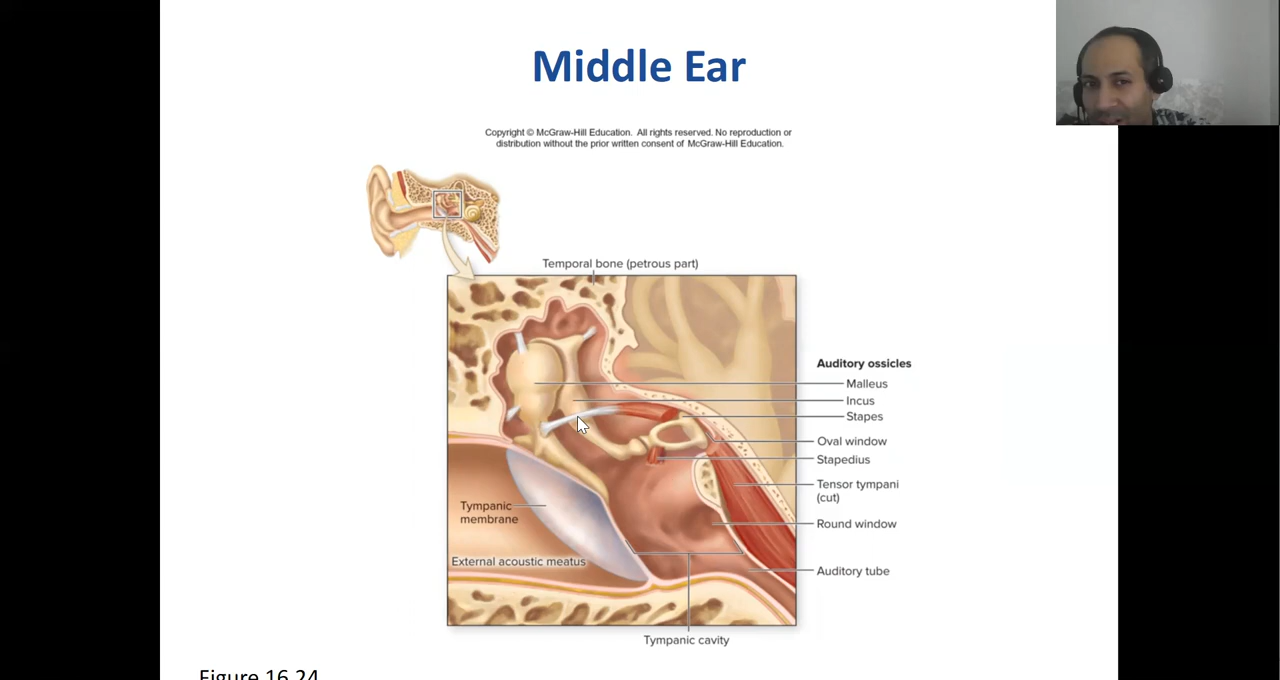 Middle Ear
Copyright © McGraw-Hill Education. All rights reserved. No reproduction or
distribution without the prior written consent of McGraw-Hill Education.
Temporal bone (petrous part)
Auditory ossicles
Malleus
Incus
Stapes
Oval window
Stapedius
Tensor tympani
(cut)
Round window
Auditory tube
Tympanic
membrane
External acoustic meatus
Tympanic cavity
Figure 16.24